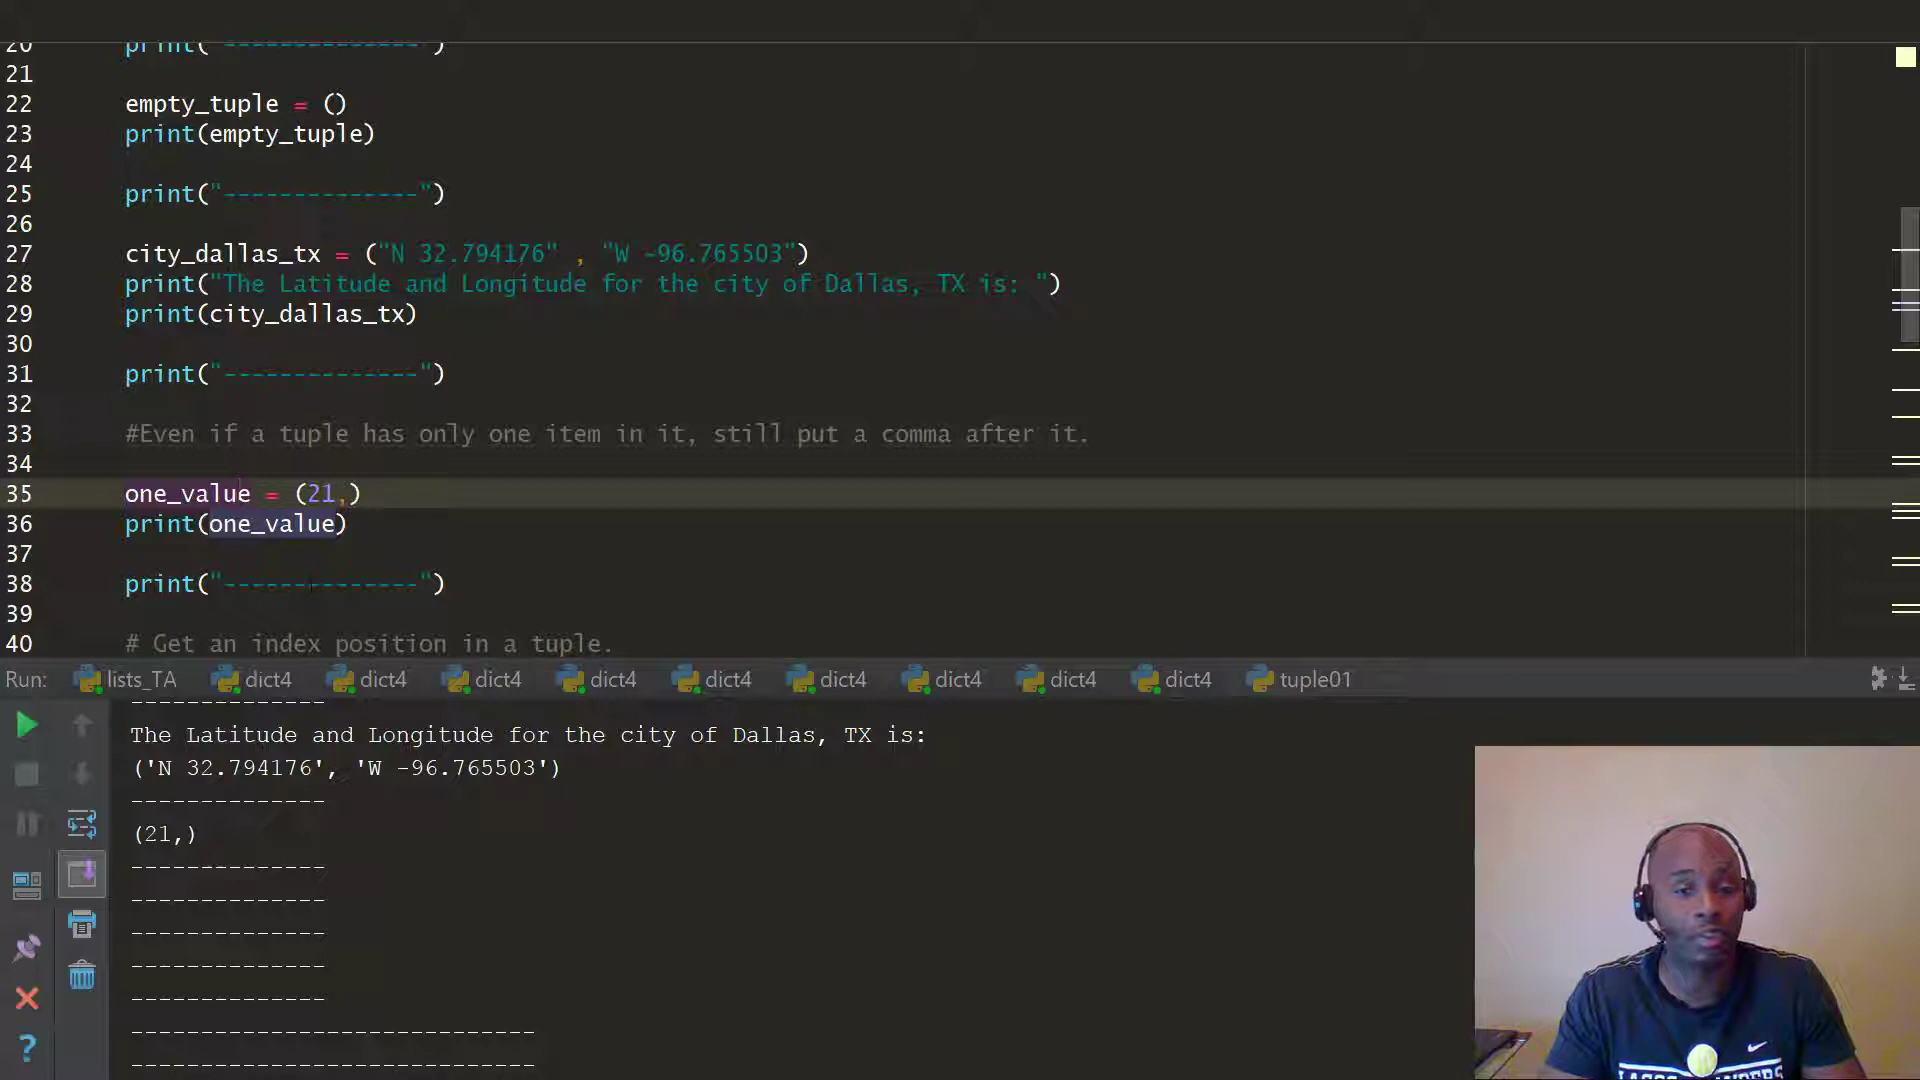 20 print("--------------")
21
22 empty_tuple = ()
23 print(empty_tuple)
24
25 print("--------------")
26
27 city_dallas_tx = ("N 32.794176" , "W -96.765503")
28 print("The Latitude and Longitude for the city of Dallas, TX is: ")
29 print(city_dallas_tx)
30
31 print("--------------")
32
33 #Even if a tuple has only one item in it, still put a comma after it.
34
35 one_value = (21,)
36 print(one_value)
37
38 print("--------------")
39
40 # Get an index position in a tuple.
Run: lists_TA dict4 dict4 dict4 dict4 dict4 dict4 dict4 dict4 dict4 tuple01
--------------
The Latitude and Longitude for the city of Dallas, TX is:
('N 32.794176', 'W -96.765503')
--------------
(21,)
--------------
--------------
--------------
--------------
--------------
-----------------------------
-----------------------------
?